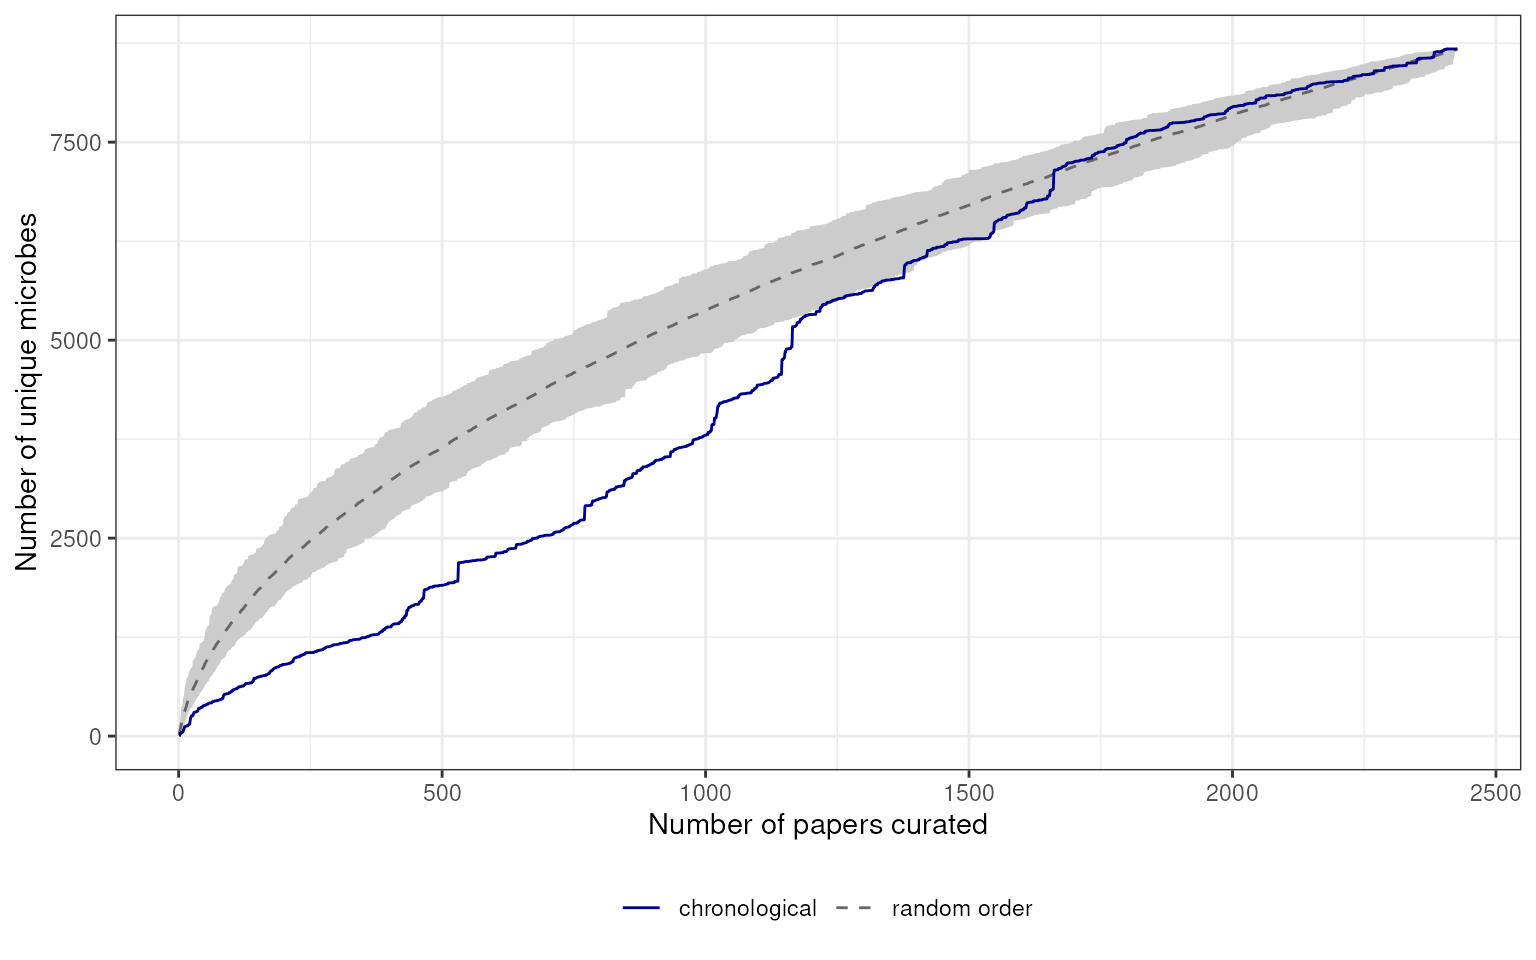 Number of unique microbes
7500
5000
2500
0
0 500 1000 1500 2000 2500
Number of papers curated
chronological random order